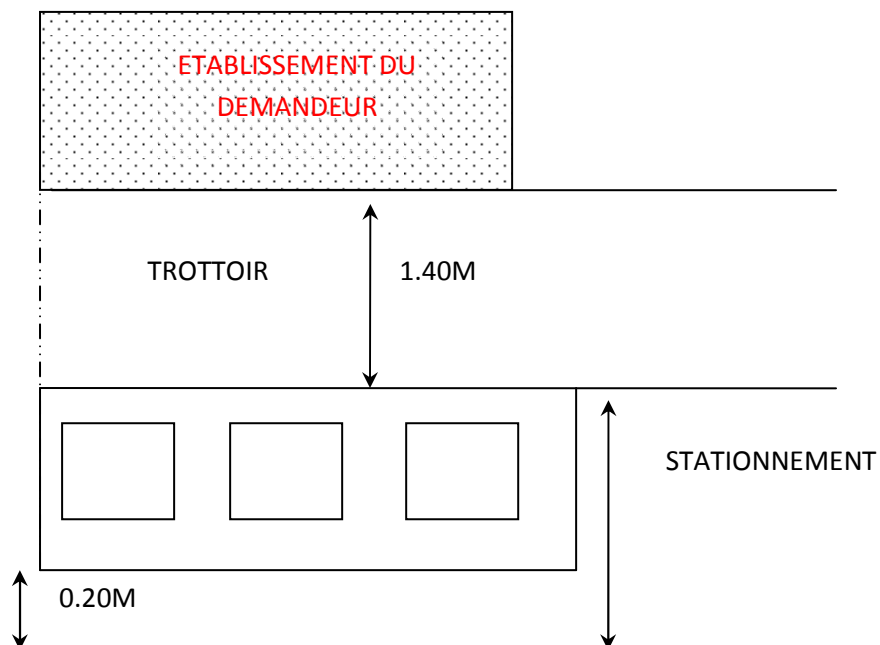 ETABLISSEMENT DU
DEMANDEUR
TROTTOIR
1.40M
STATIONNEMENT
0.20M